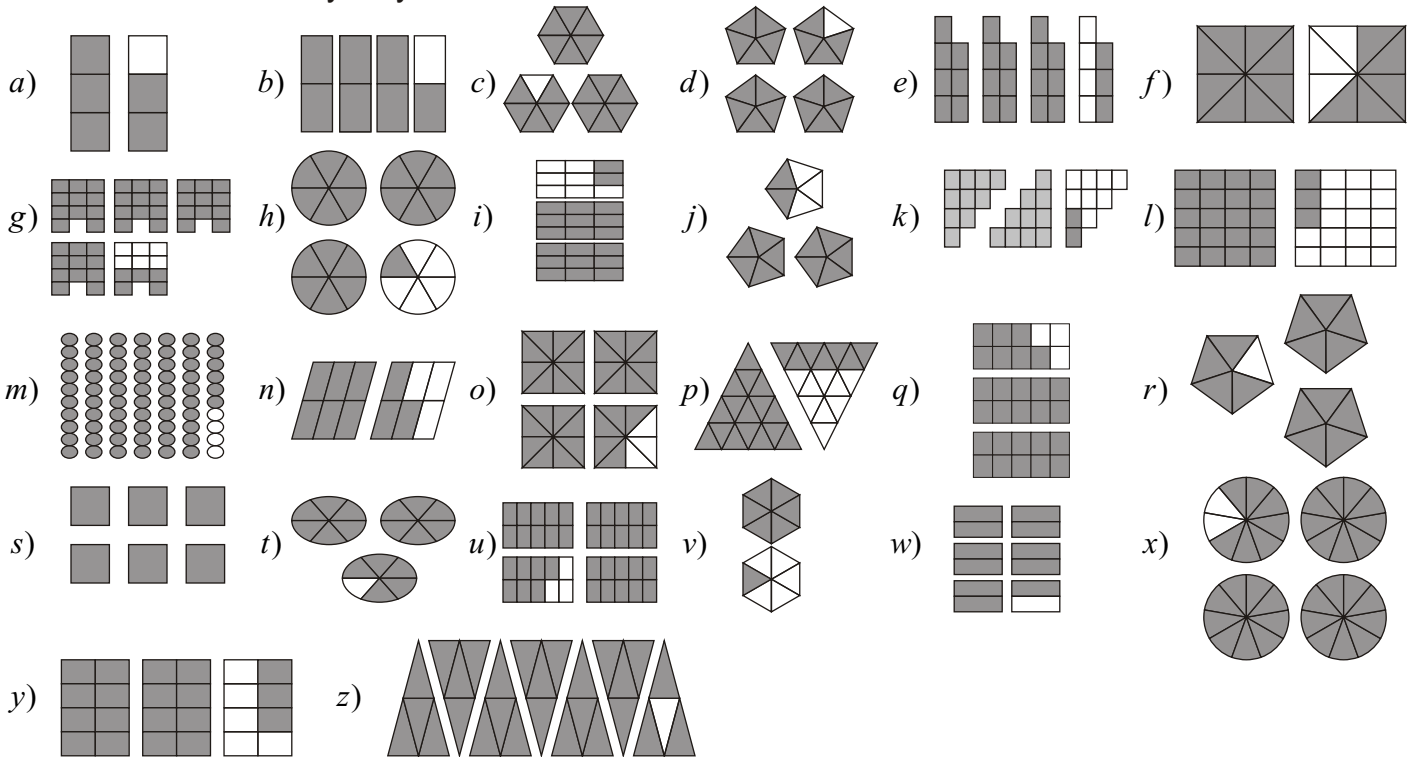 a) b) c) d) e) f)
g) h) i) j) k) l)
m) n) o) p) q) r)
s) t) u) v) w) x)
y) z)